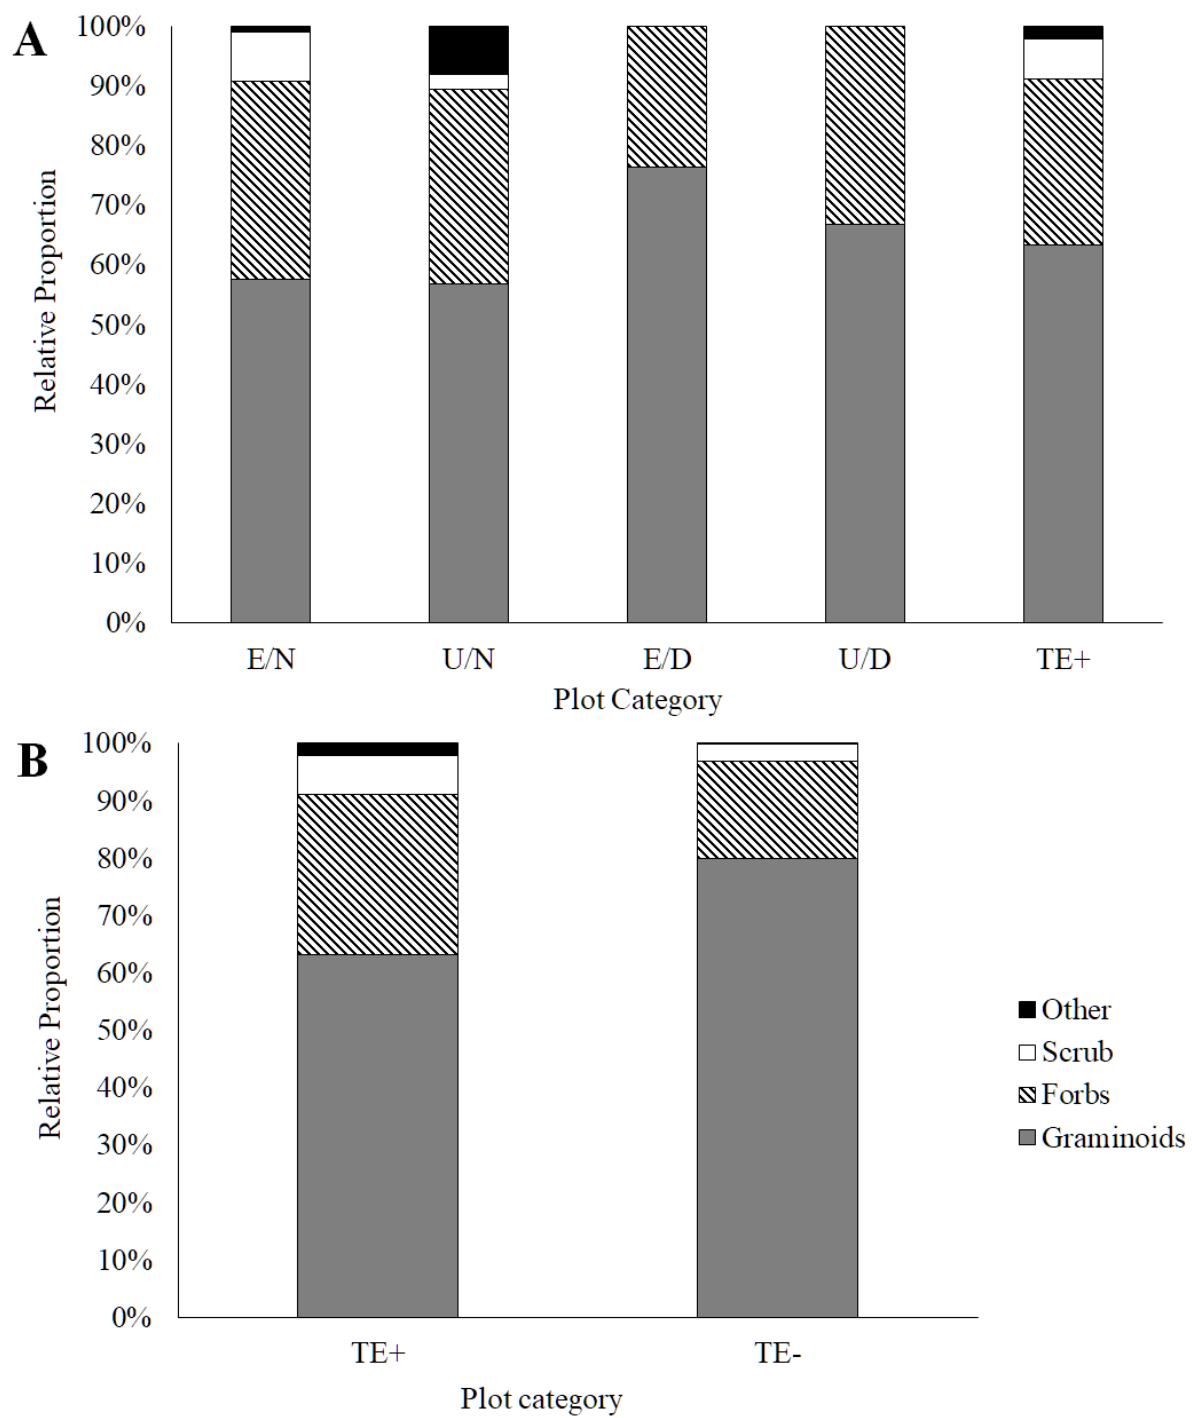 A
100%
90%
80%
70%
60%
50%
40%
30%
20%
10%
0%
Relative Proportion
E/N U/N E/D U/D TE+
Plot Category
B
100%
90%
80%
70%
60%
50%
40%
30%
20%
10%
0%
Relative Proportion
TE+ TE-
Plot category
Other
Scrub
Forbs
Graminoids